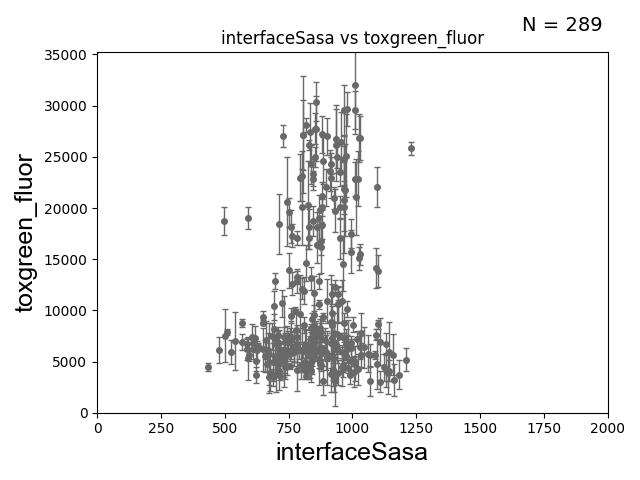 N = 289
interfaceSasa vs toxgreen_fluor
35000
30000
25000
20000
15000
10000
5000
0
toxgreen_fluor
0 250 500 750 1000 1250 1500 1750 2000
interfaceSasa